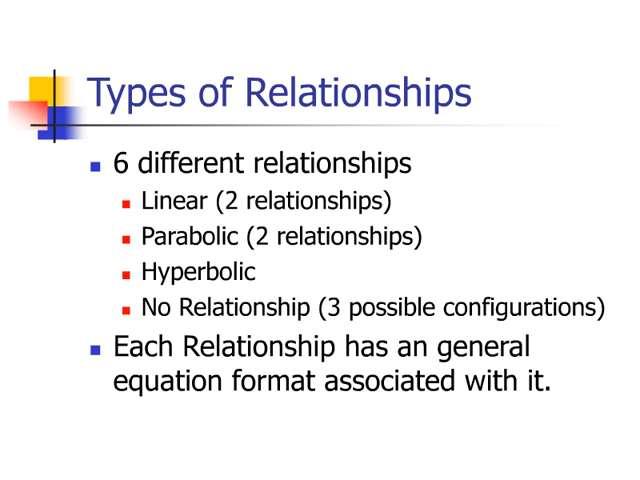 Types of Relationships
6 different relationships
Linear (2 relationships)
Parabolic (2 relationships)
Hyperbolic
No Relationship (3 possible configurations)
Each Relationship has an general
equation format associated with it.